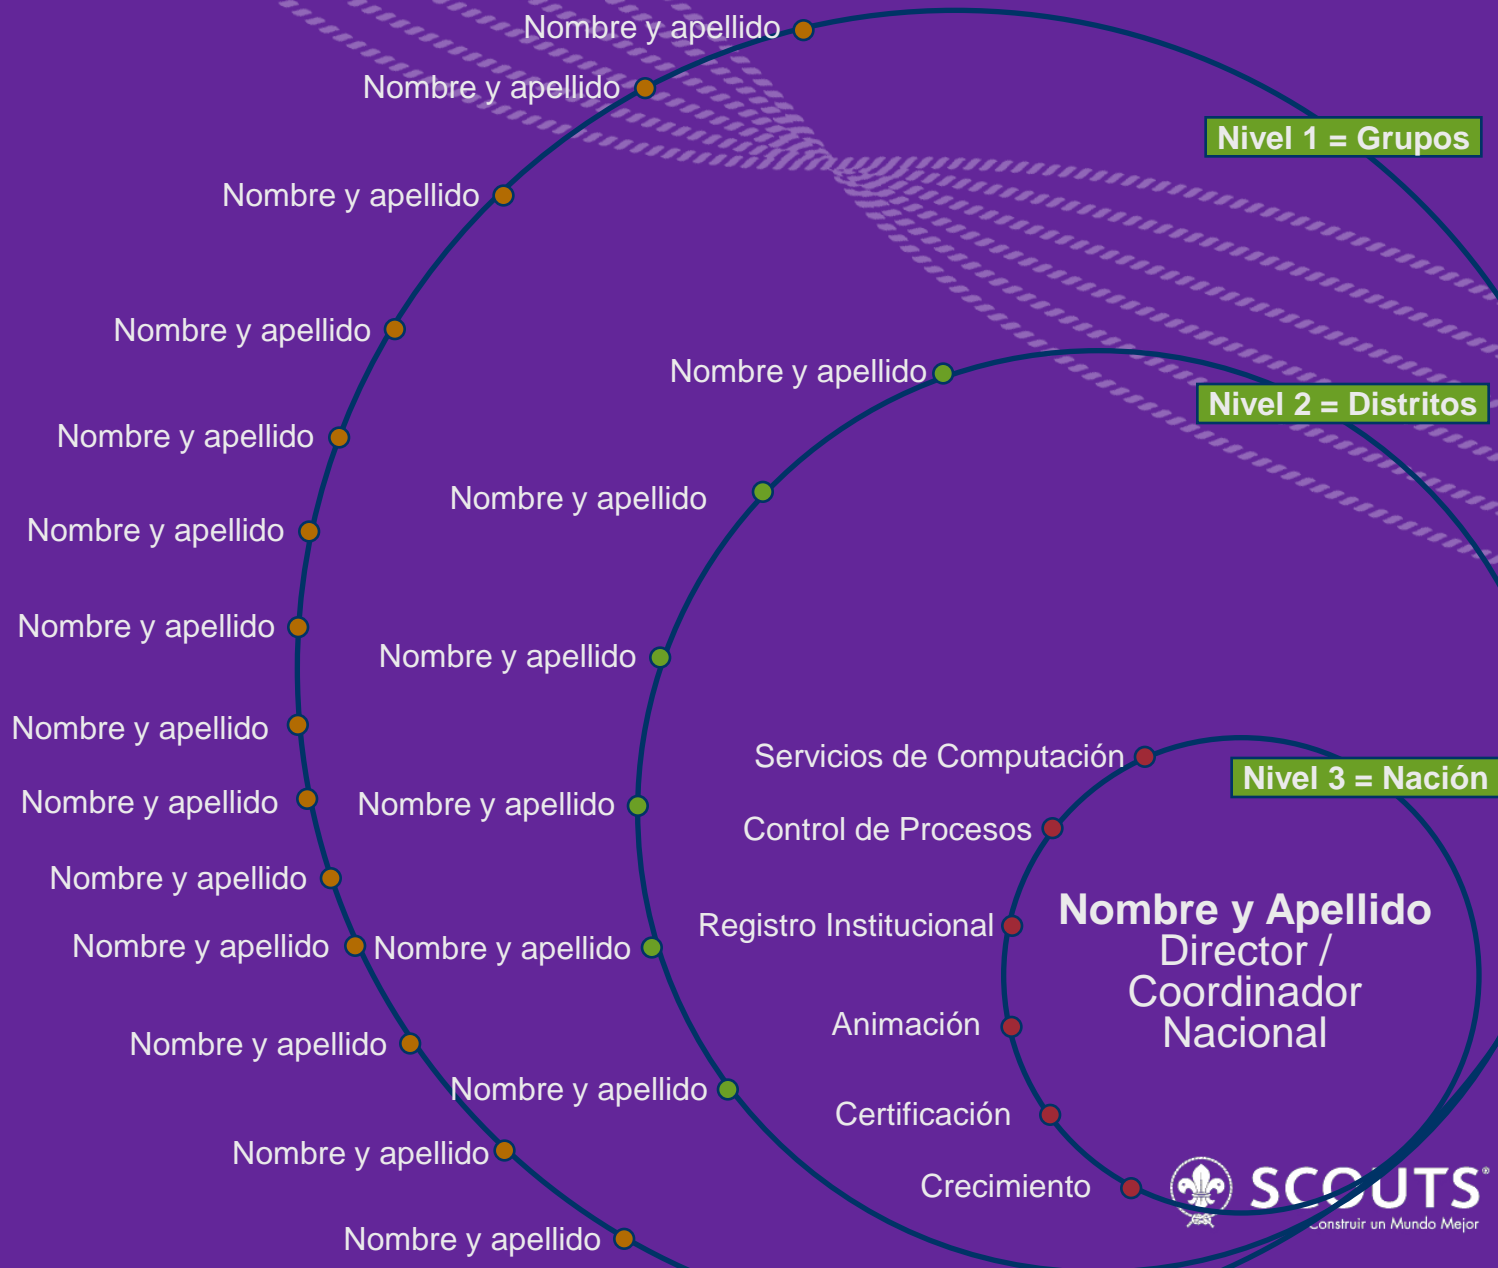 Nombre y apellido
Nombre y apellido
Nivel 1 = Grupos
Nombre y apellido
Nombre y apellido
Nombre y apellido
Nivel 2 = Distritos
Nombre y apellido
Nombre y apellido
Nombre y apellido
Nombre y apellido
Nombre y apellido
Nombre y apellido
Servicios de Computación
Nivel 3 = Nación
Nombre y apellido
Nombre y apellido
Control de Procesos
Nombre y apellido
Nombre y Apellido
Director /
Coordinador
Nacional
Registro Institucional
Nombre y apellido
Nombre y apellido
Animación
Nombre y apellido
Nombre y apellido
Certificación
Nombre y apellido
Crecimiento
SCOUTS®
Construir un Mundo Mejor
Nombre y apellido